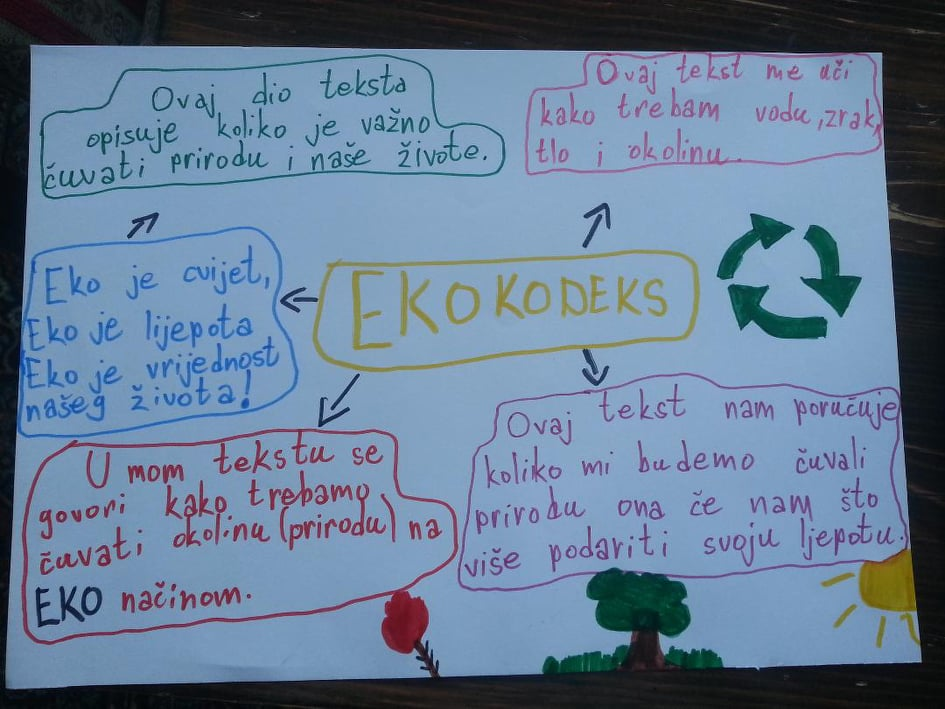 Ovaj dio teksta
opisuje koliko je važno
čuvati prirodu i naše živote.
Ovaj tekst me uči
kako trebam vodu, zrak,
tlo i okolinu.
Eko je cvijet,
Eko je lijepota
Eko je vrijednost
našeg života!
EKO KODEKS
U mom tekstu se
govori kako trebamo
čuvati okolinu (prirodu) na
EKO načinom.
Ovaj tekst nam poručuje
koliko mi budemo čuvali
prirodu ona če nam što
više podariti svoju ljepotu.